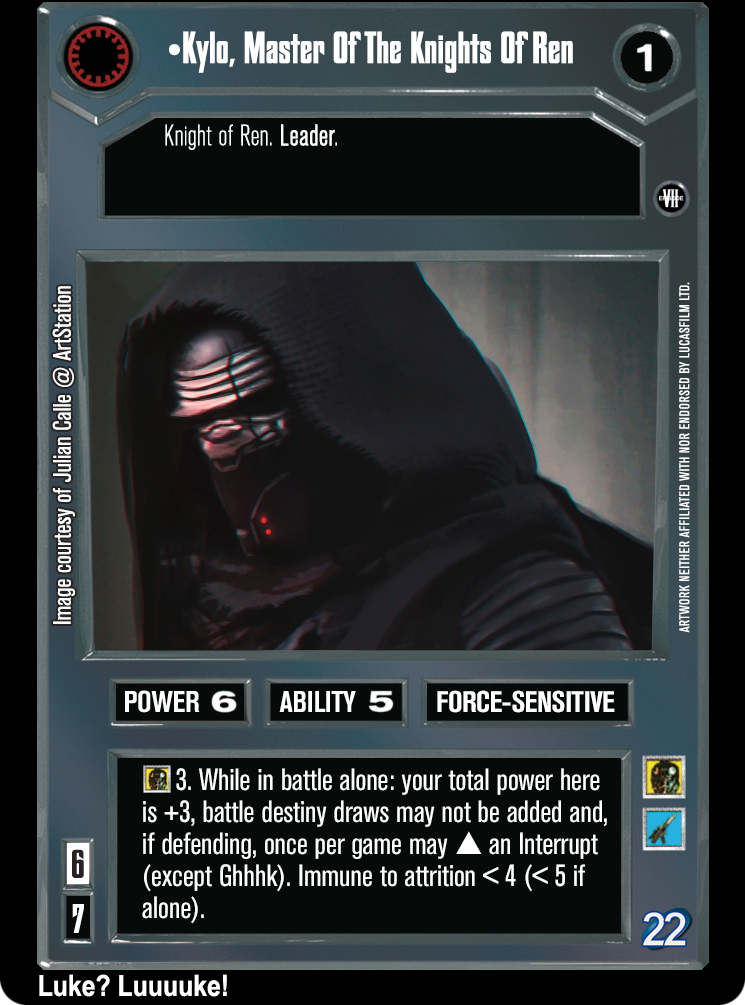 •Kylo, Master Of The Knights Of Ren
1
Knight of Ren. Leader.
EPISODE
VII
Image courtesy of Julian Calle @ ArtStation
ARTWORK NEITHER AFFILIATED WITH NOR ENDORSED BY LUCASFILM LTD.
POWER 6
ABILITY 5
FORCE-SENSITIVE
3. While in battle alone: your total power here
is +3, battle destiny draws may not be added and,
if defending, once per game may ▲ an Interrupt
(except Ghhhk). Immune to attrition < 4 (< 5 if
alone).
6
7
22
Luke? Luuuuke!